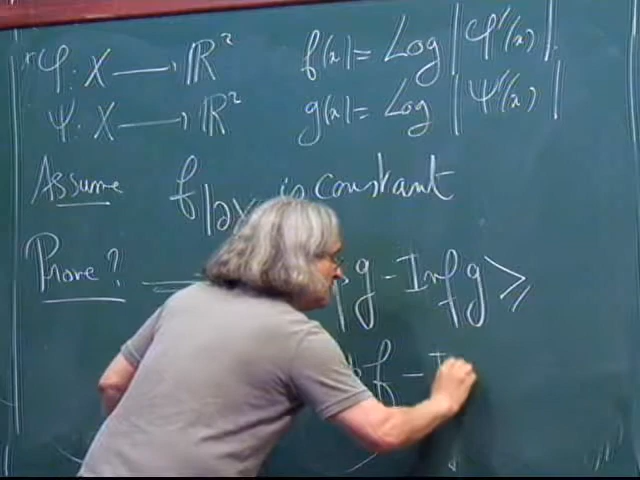 φ: X → ℝ² f(x) = Log |φ'(x)|
ψ: X → ℝ² g(x) = Log |ψ'(x)|
Assume f|∂X is constant
Prove? g - Inf g ≥
f -